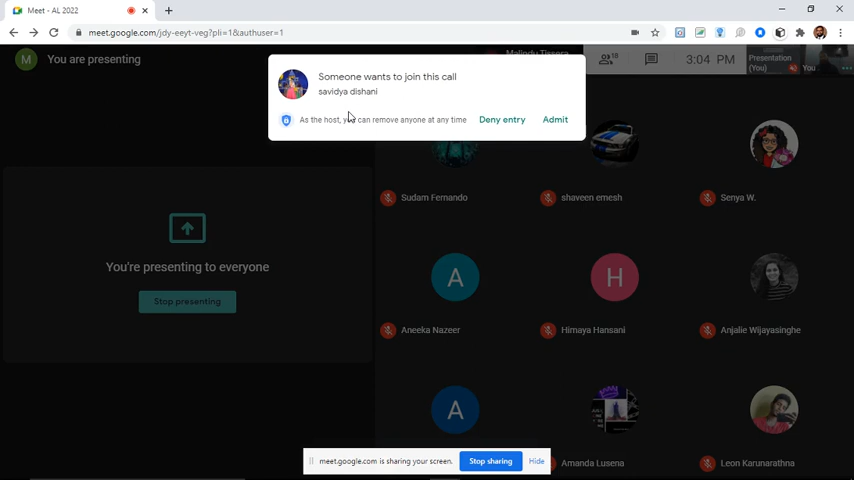 Meet - AL 2022
meet.google.com/jdy-eeyt-veg?pli=1&authuser=1
M
You are presenting
Malindu Tissera
18
3:04 PM
Presentation
(You)
You
Someone wants to join this call
savidya dishani
As the host, you can remove anyone at any time
Deny entry
Admit
Sudam Fernando
shaveen emesh
Senya W.
You're presenting to everyone
Stop presenting
A
H
Aneeka Nazeer
Himaya Hansani
Anjalie Wijayasinghe
A
Amanda Lusena
Leon Karunarathna
meet.google.com is sharing your screen.
Stop sharing
Hide